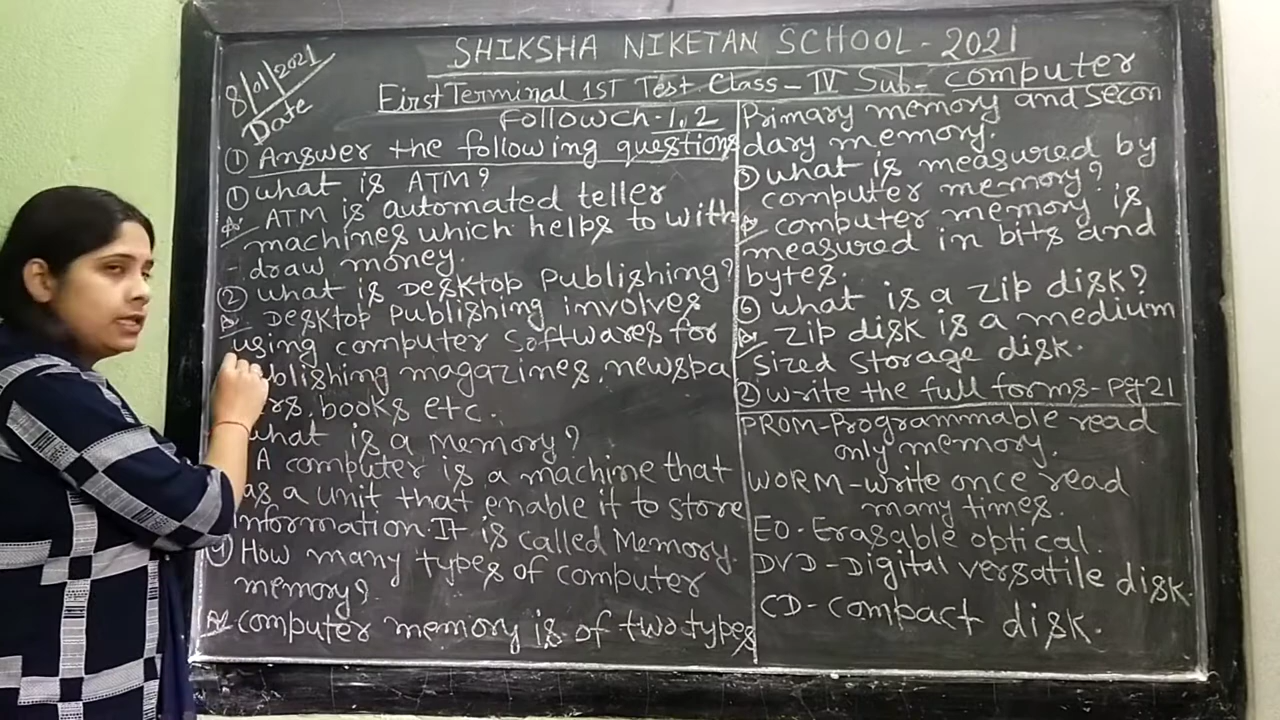 8/01/2021
Date
SHIKSHA NIKETAN SCHOOL - 2021
First Terminal 1ST Test Class - IV Sub - computer
Follow ch - 1, 2
① Answer the following questions
① what is ATM?
A> ATM is automated teller
machines which helps to with
- draw money.
② what is Desktop Publishing?
A> Desktop publishing involves
using computer softwares for
blishing magazines, newspa
rs, books etc.
what is a Memory?
A computer is a machine that
as a unit that enable it to store
information. It is called Memory.
④ How many types of computer
memory?
A> computer memory is of two types
Primary memory and secon
dary memory.
⑤ what is measured by
computer memory?
A> computer memory is
measured in bits and
bytes.
⑥ what is a zip disk?
A> Zip disk is a medium
sized storage disk.
② write the full forms - Pg 21
PROM - Programmable read
only memory.
WORM - write once read
many times.
EO - Erasable optical.
DVD - Digital versatile disk.
CD - compact disk.